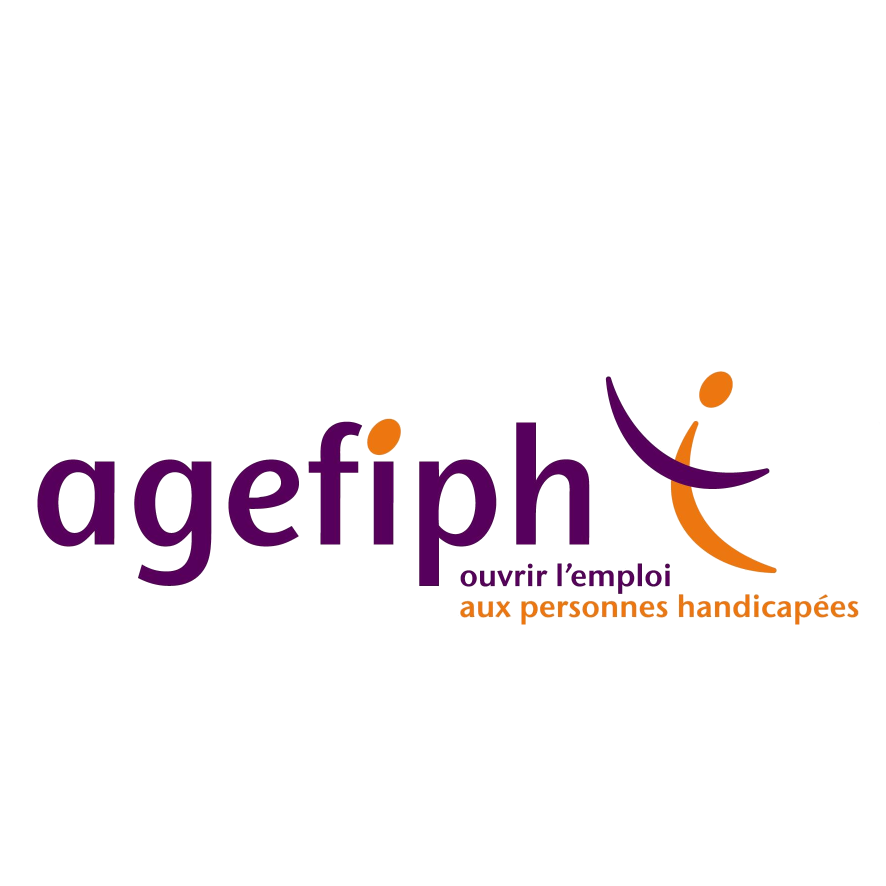 agefiph
ouvrir l’emploi
aux personnes handicapées